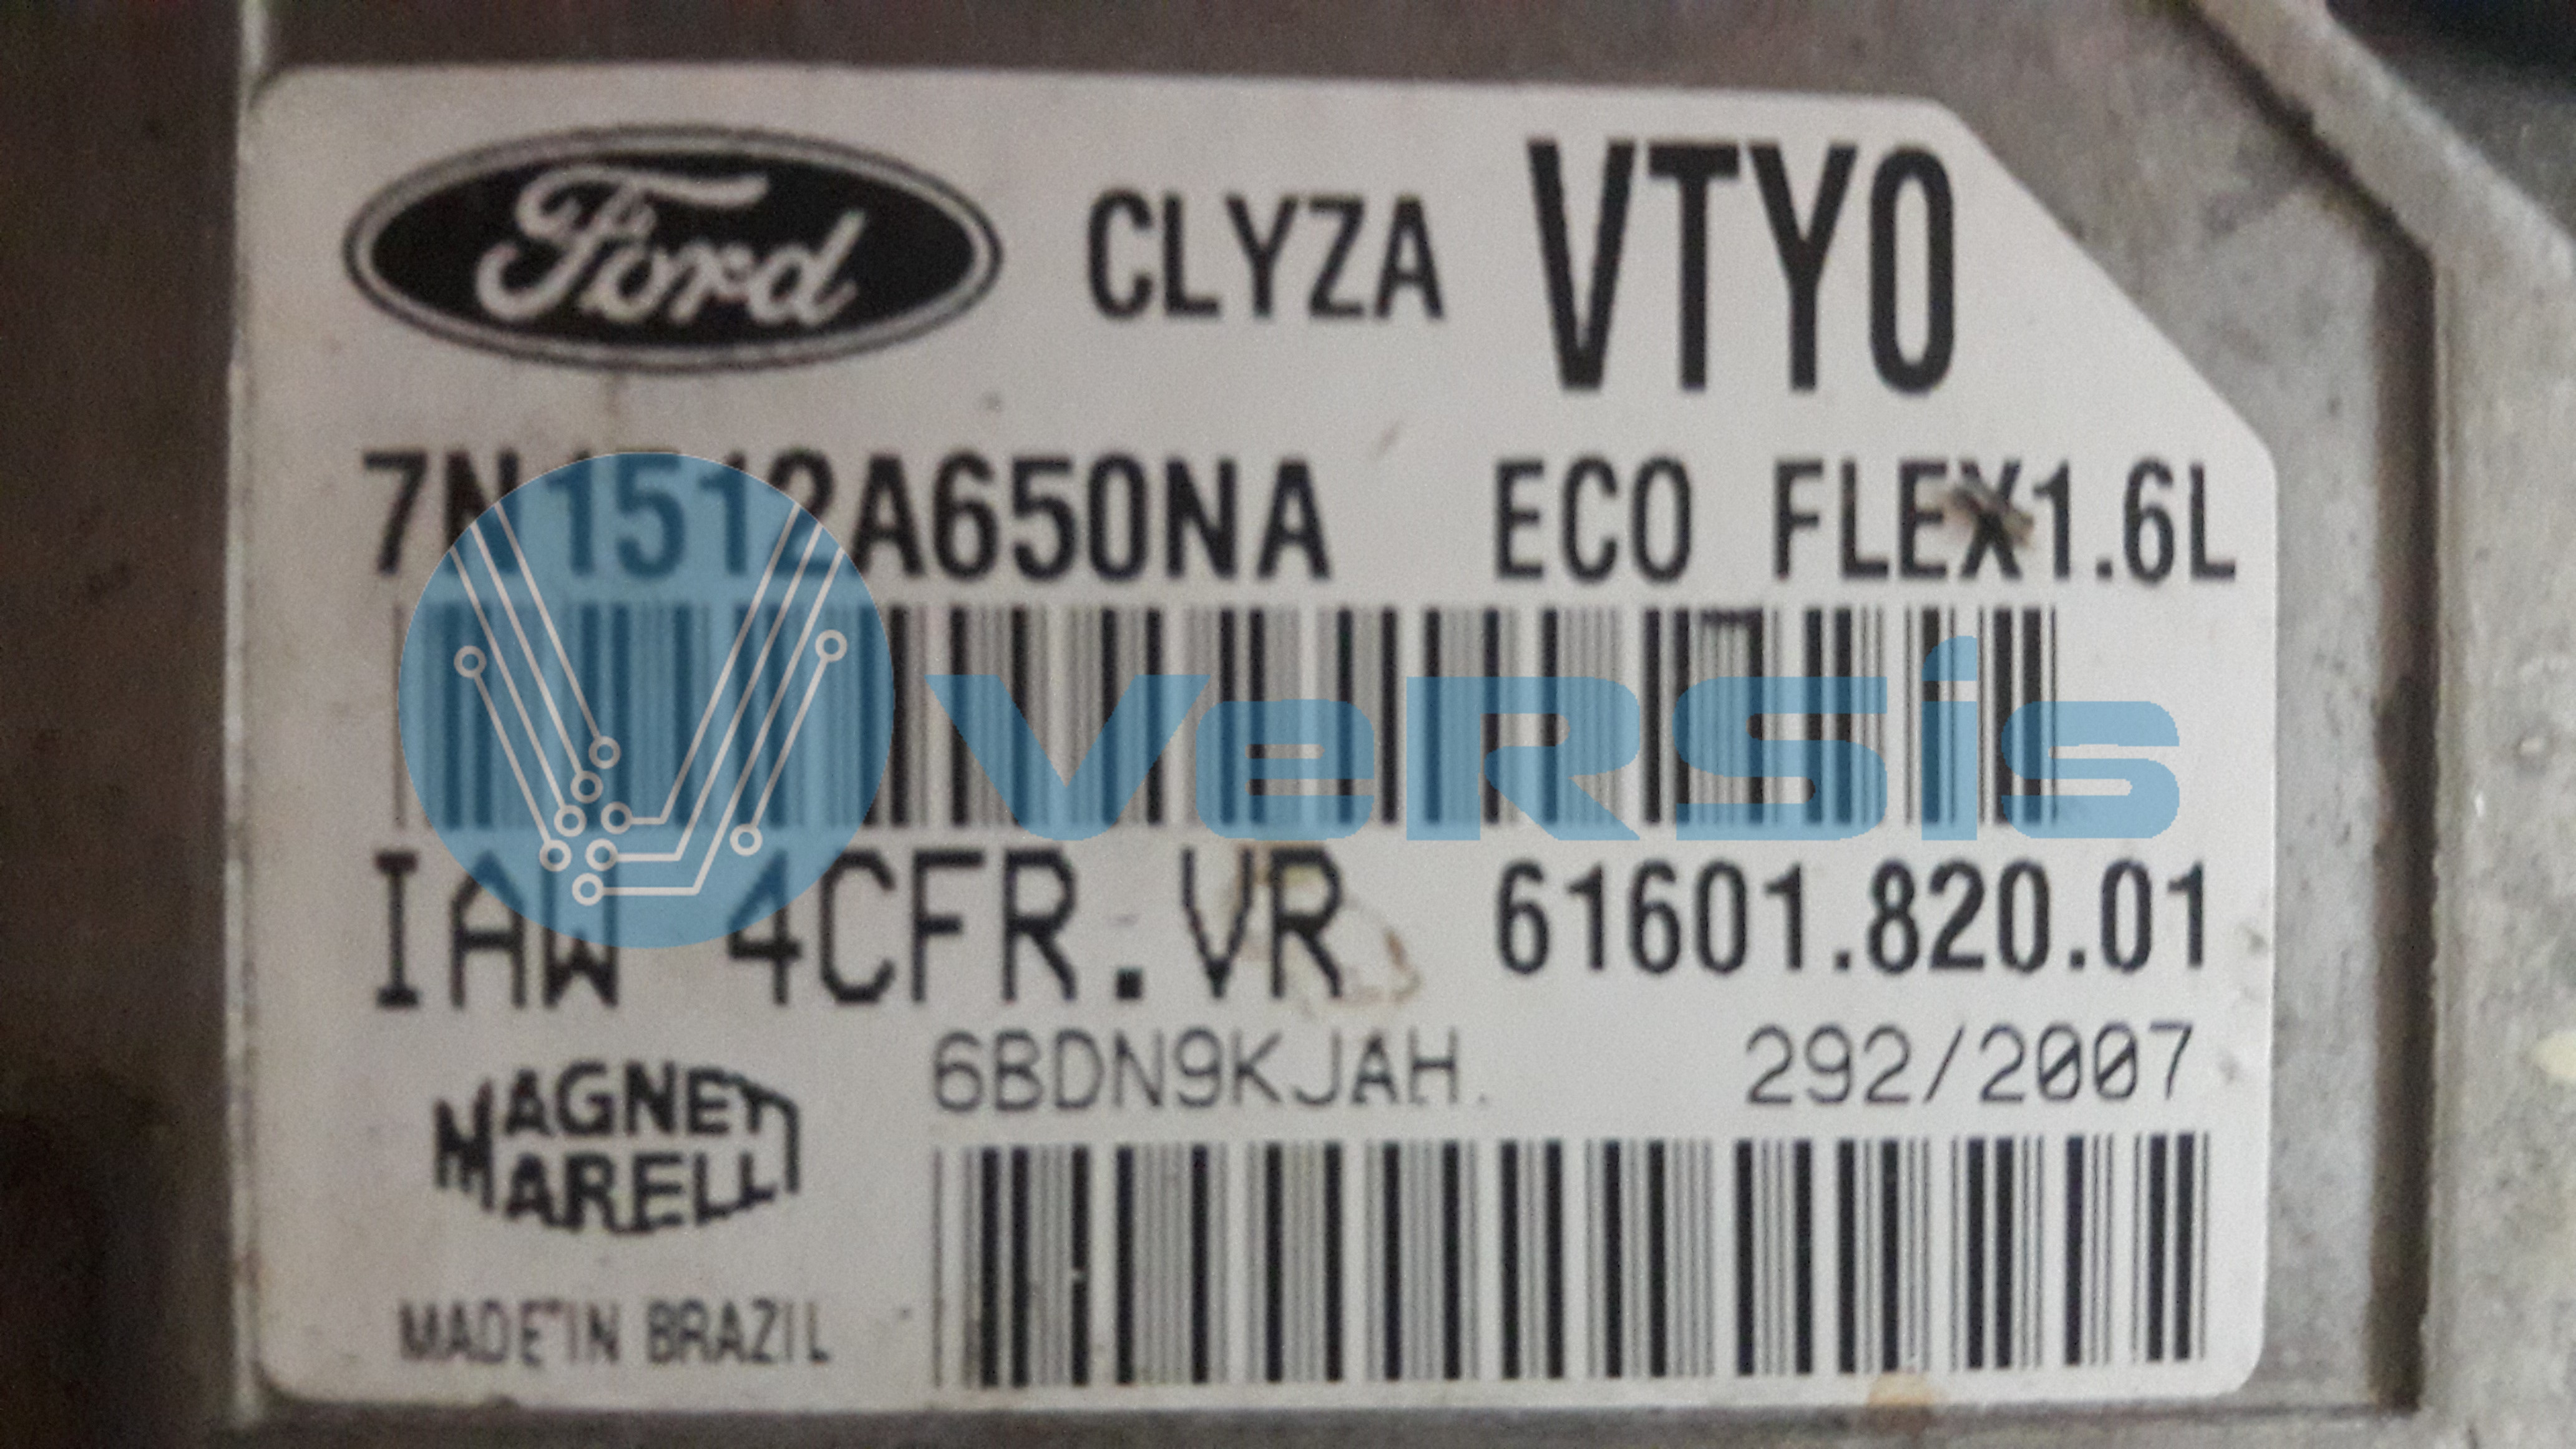 Ford CLYZA VTY0
7N1512A650NA ECO FLEX1.6L
VeRSis
IAW 4CFR.VR 61601.820.01
6BDN9KJAH. 292/2007
MAGNETI
MARELLI
MADE IN BRAZIL